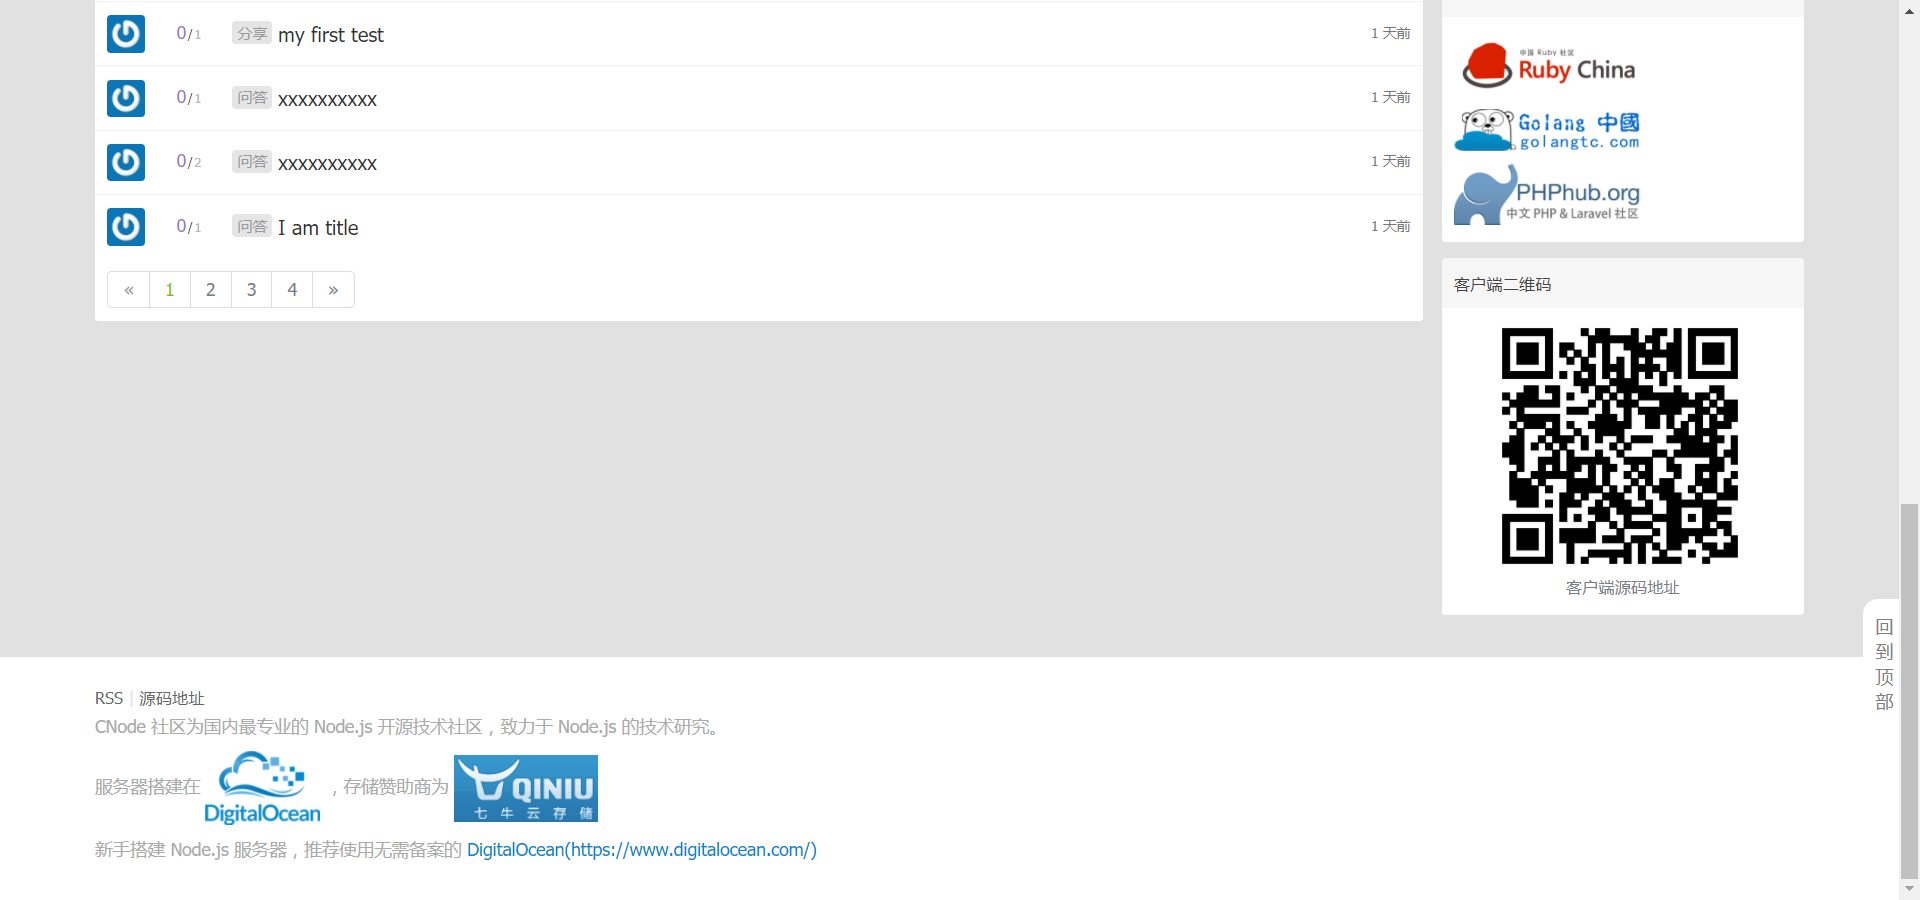 0/1 分享 my first test 1 天前
0/1 问答 xxxxxxxxxx 1 天前
0/2 问答 xxxxxxxxxx 1 天前
0/1 问答 I am title 1 天前
« 1 2 3 4 »
中国 Ruby 社区
Ruby China
Golang 中國
golangtc.com
PHPhub.org
中文 PHP & Laravel 社区
客户端二维码
客户端源码地址
回到顶部
RSS | 源码地址
CNode 社区为国内最专业的 Node.js 开源技术社区，致力于 Node.js 的技术研究。
服务器搭建在 DigitalOcean ，存储赞助商为 QINIU 七牛云存储
新手搭建 Node.js 服务器，推荐使用无需备案的 DigitalOcean(https://www.digitalocean.com/)